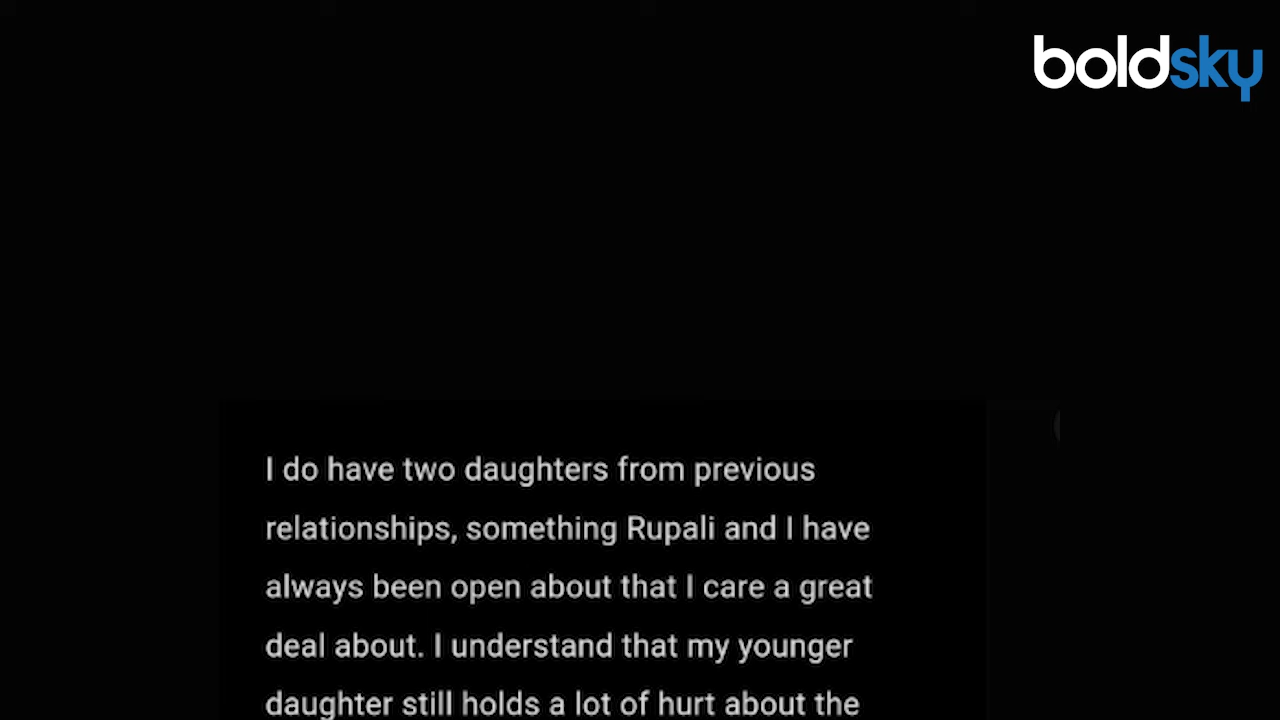 boldsky
I do have two daughters from previous
relationships, something Rupali and I have
always been open about that I care a great
deal about. I understand that my younger
daughter still holds a lot of hurt about the